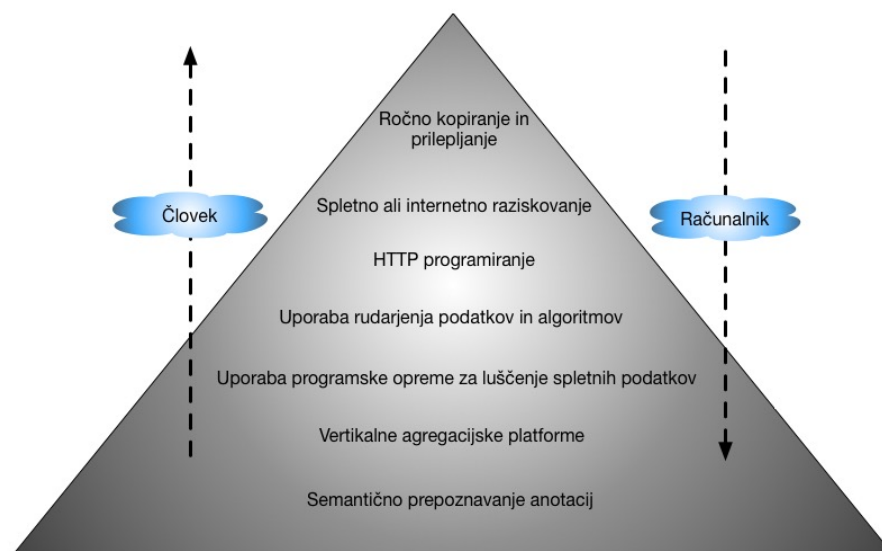 Ročno kopiranje in
prilepljanje
Človek
Spletno ali internetno raziskovanje
Računalnik
HTTP programiranje
Uporaba rudarjenja podatkov in algoritmov
Uporaba programske opreme za luščenje spletnih podatkov
Vertikalne agregacijske platforme
Semantično prepoznavanje anotacij